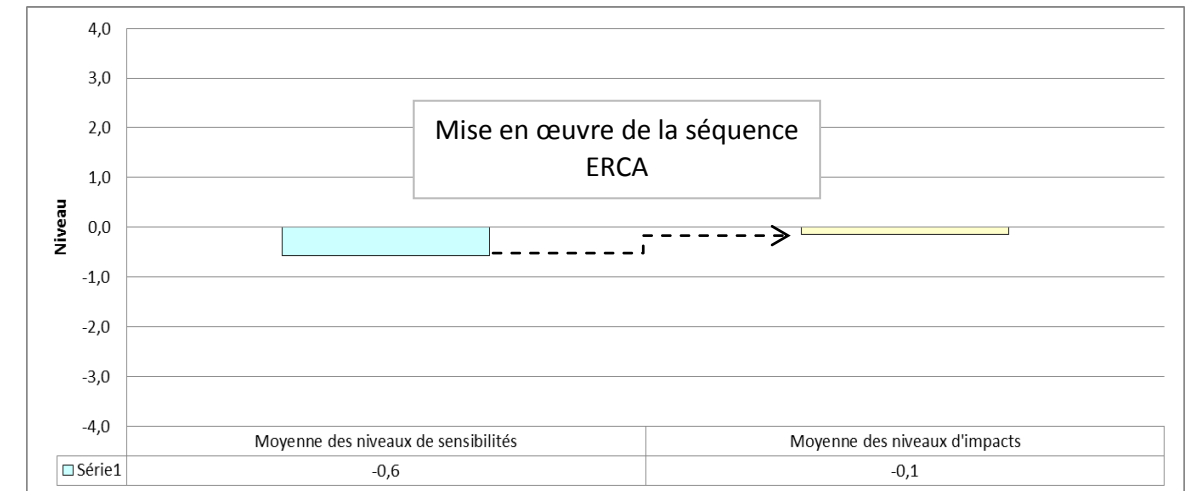 4,0
3,0
2,0
1,0
0,0
-1,0
-2,0
-3,0
-4,0
Niveau
Mise en œuvre de la séquence
ERCA
Moyenne des niveaux de sensibilités Moyenne des niveaux d'impacts
Série1 -0,6 -0,1